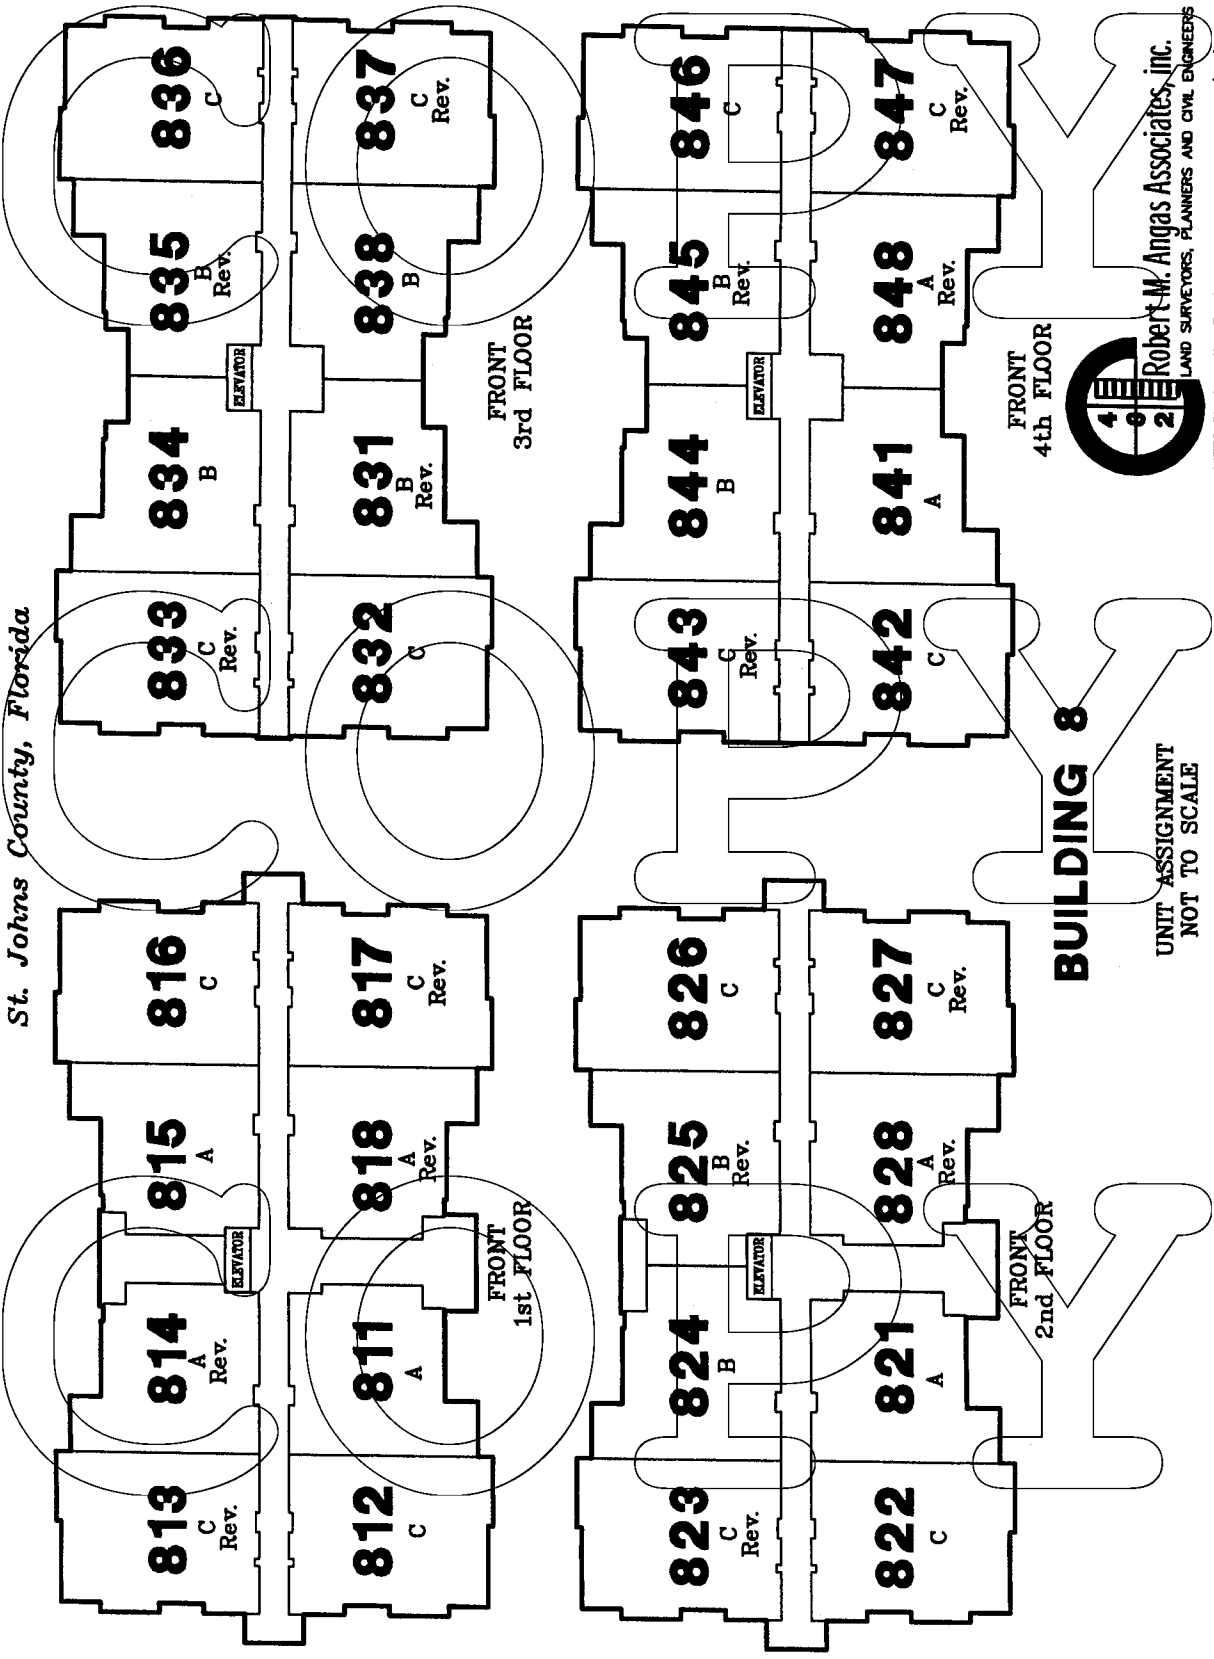 St. Johns County, Florida
813
C
Rev.
814
A
Rev.
815
A
816
C
ELEVATOR
812
C
811
A
818
A
Rev.
817
C
Rev.
FRONT
1st FLOOR
833
C
Rev.
834
B
835
B
Rev.
836
C
ELEVATOR
832
C
831
B
Rev.
838
B
837
C
Rev.
FRONT
3rd FLOOR
823
C
Rev.
824
B
825
B
Rev.
826
C
ELEVATOR
822
C
821
A
828
A
Rev.
827
C
Rev.
FRONT
2nd FLOOR
843
C
Rev.
844
B
845
B
Rev.
846
C
ELEVATOR
842
C
841
A
848
A
Rev.
847
C
Rev.
FRONT
4th FLOOR
BUILDING 8
UNIT ASSIGNMENT
NOT TO SCALE
4
6
2
Robert M. Angas Associates, inc.
LAND SURVEYORS, PLANNERS AND CIVIL ENGINEERS
COPY
COPY
COPY